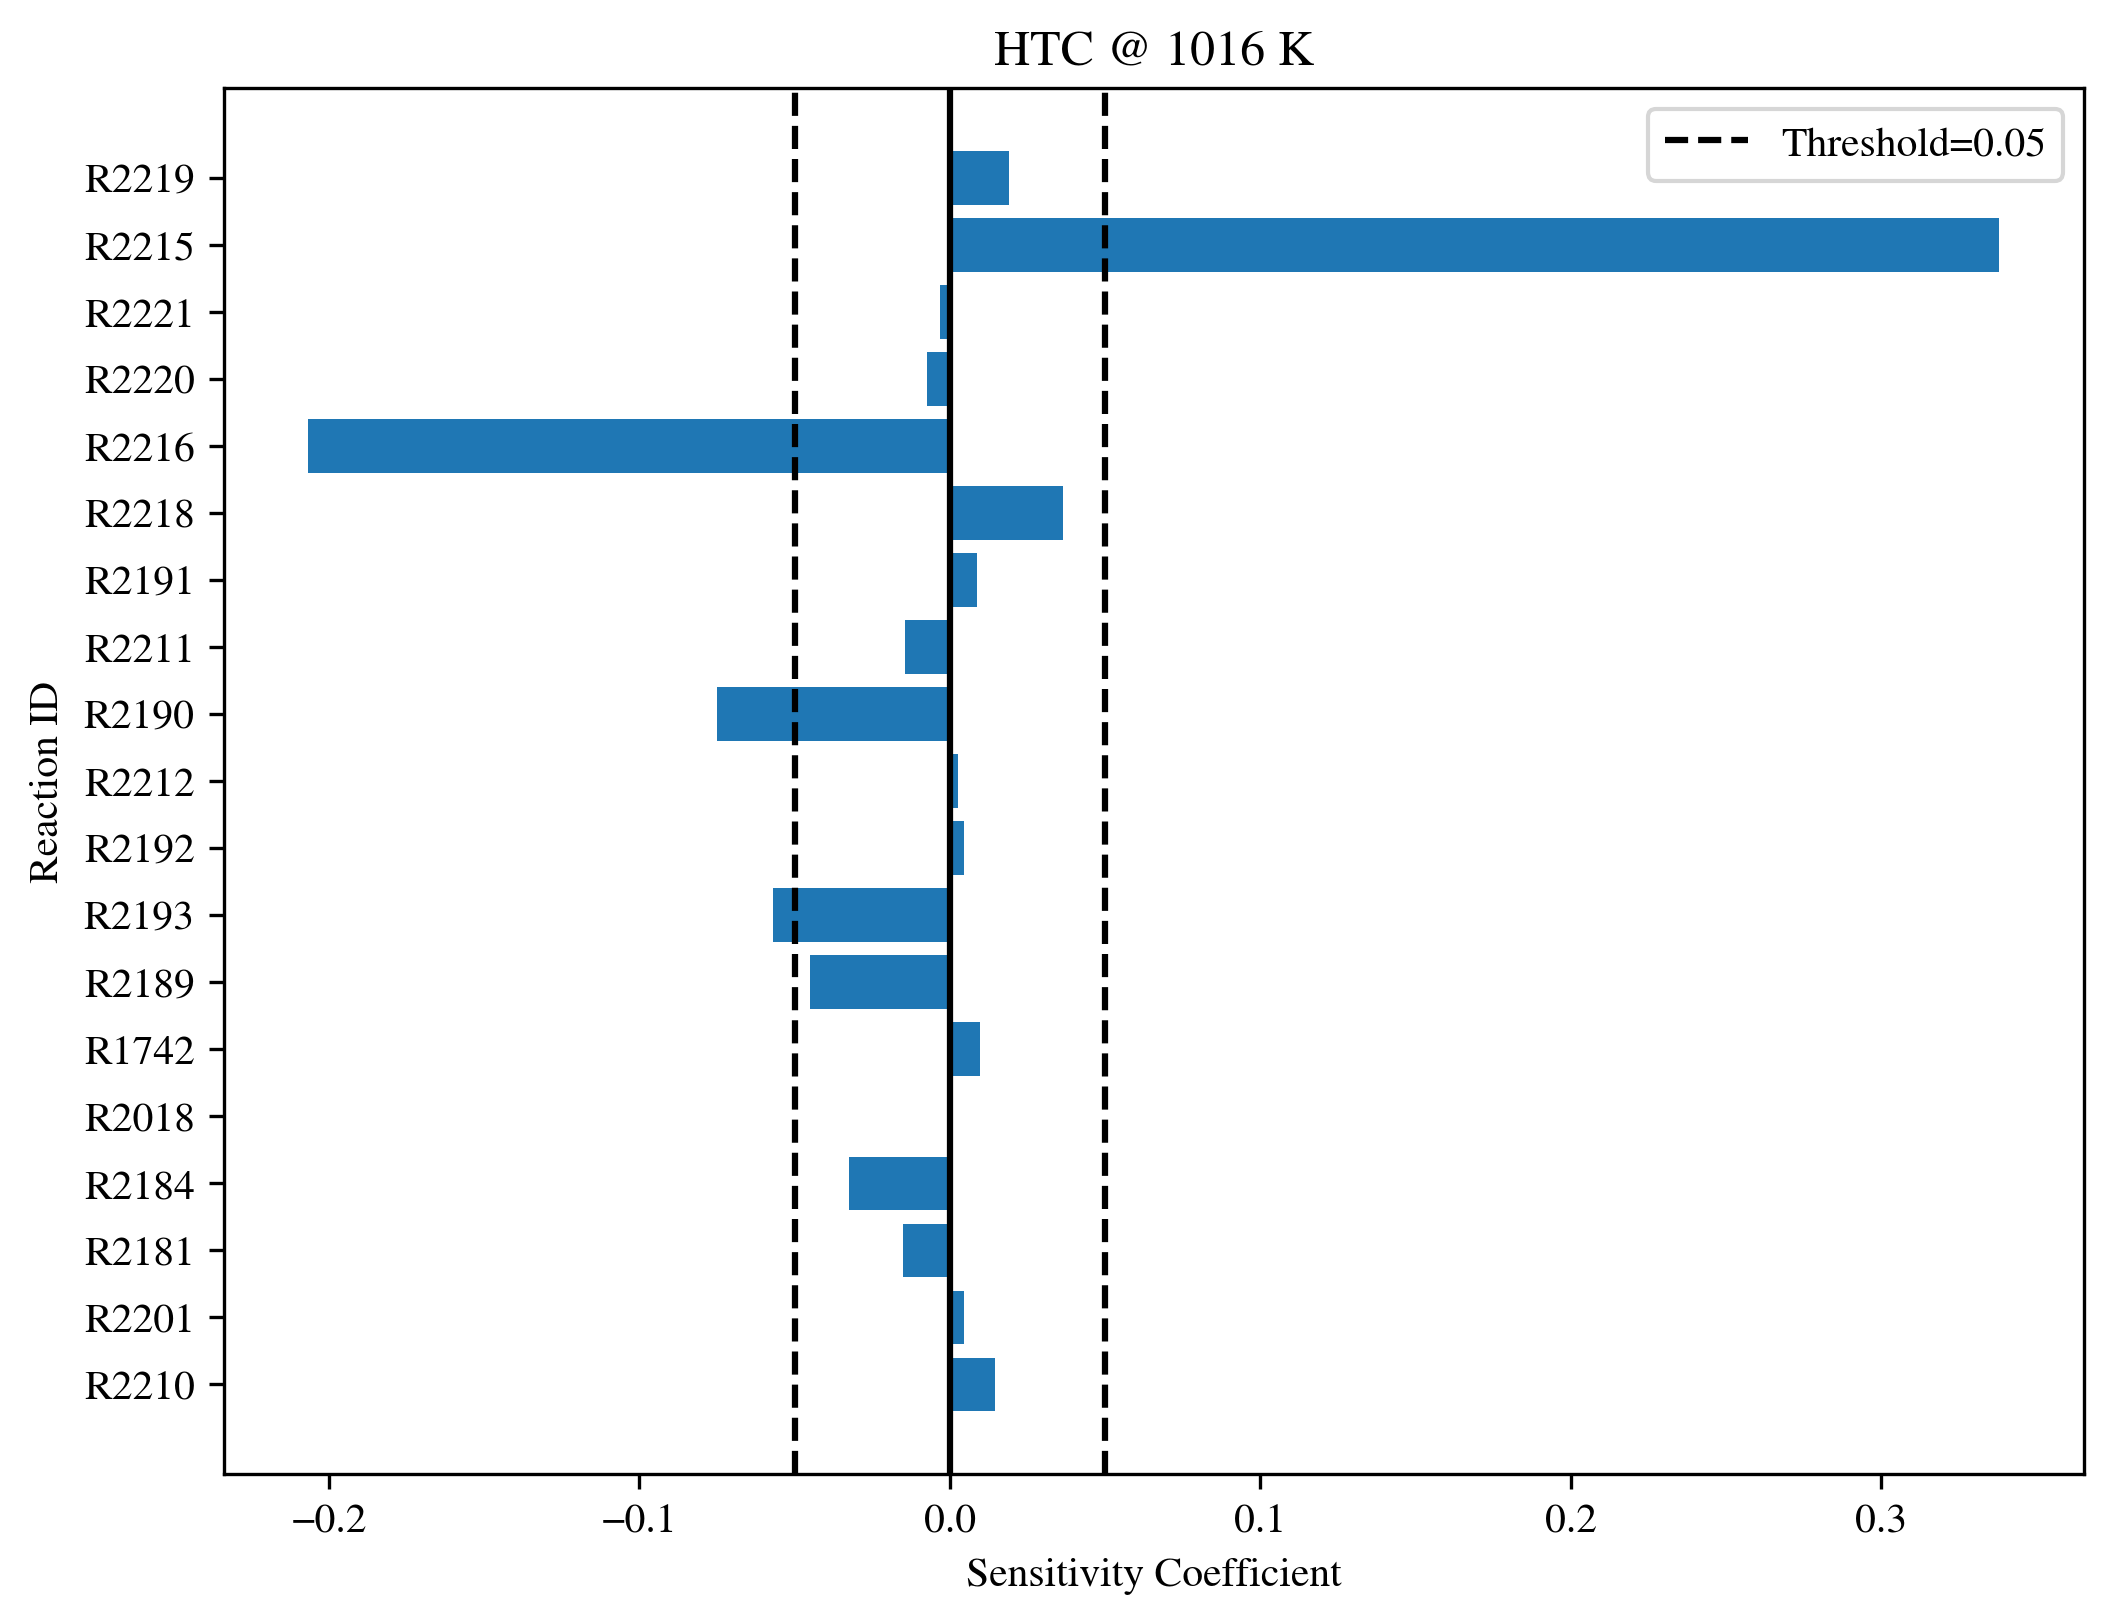 HTC @ 1016 K
Threshold=0.05
Reaction ID
R2219
R2215
R2221
R2220
R2216
R2218
R2191
R2211
R2190
R2212
R2192
R2193
R2189
R1742
R2018
R2184
R2181
R2201
R2210
−0.2 −0.1 0.0 0.1 0.2 0.3
Sensitivity Coefficient